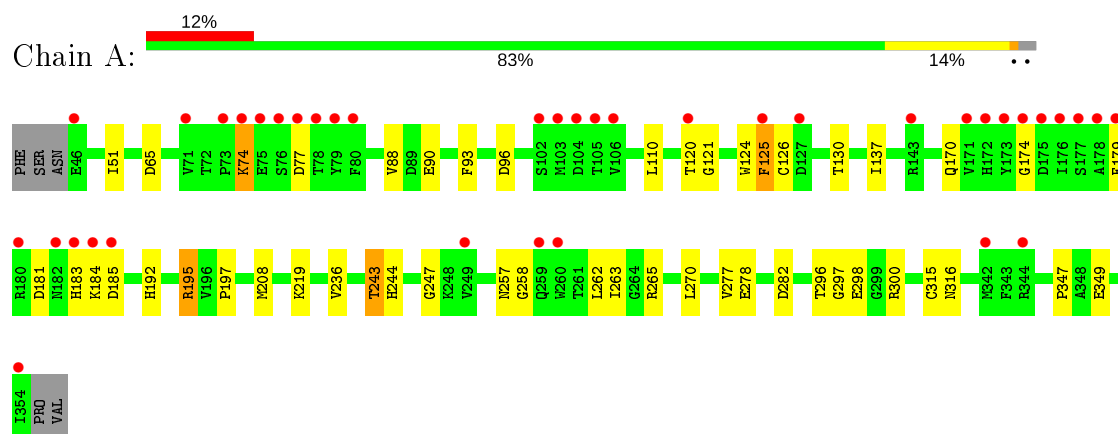 12%
Chain A:
83% 14% • •
PHE SER ASN E46 I51 D65 V71 T72 P73 K74 E75 S76 D77 T78 Y79 F80 V88 D89 E90 F93 D96 S102 M103 D104 T105 V106 L110 T120 G121 W124 F125 C126 D127 T130 I137 R143 Q170 V171 H172 Y173 G174 D175 I176 S177 A178 E179
R180 D181 N182 H183 K184 D185 H192 R195 V196 P197 M208 K219 V236 T243 H244 G247 K248 V249 N257 G258 Q259 W260 T261 L262 I263 G264 R265 L270 V277 E278 D282 T296 G297 E298 G299 R300 C315 N316 M342 F343 R344 P347 A348 E349
I354 PRO VAL